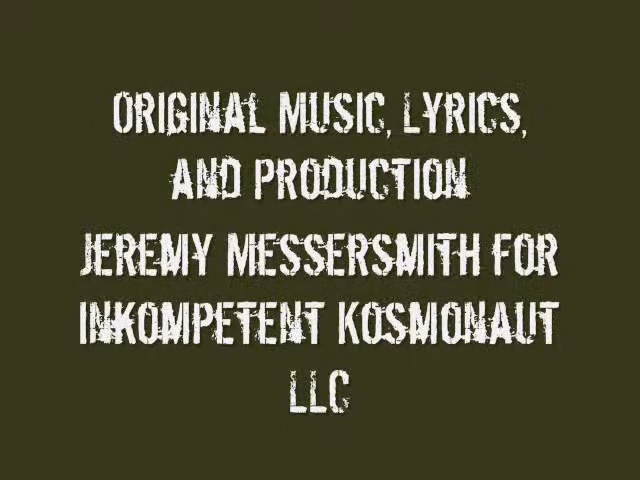 ORIGINAL MUSIC, LYRICS,
AND PRODUCTION
JEREMY MESSERSMITH FOR
INKOMPETENT KOSMONAUT
LLC